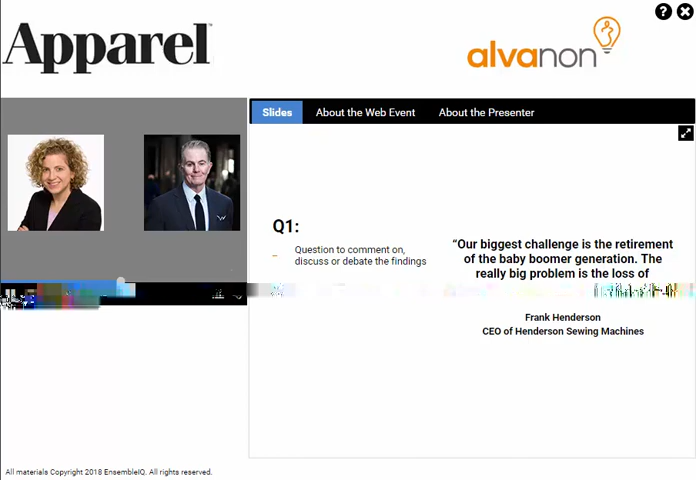 Apparel
alvanon
Slides
About the Web Event
About the Presenter
Q1:
– Question to comment on,
discuss or debate the findings
“Our biggest challenge is the retirement
of the baby boomer generation. The
really big problem is the loss of
Frank Henderson
CEO of Henderson Sewing Machines
All materials Copyright 2018 EnsembleIQ. All rights reserved.